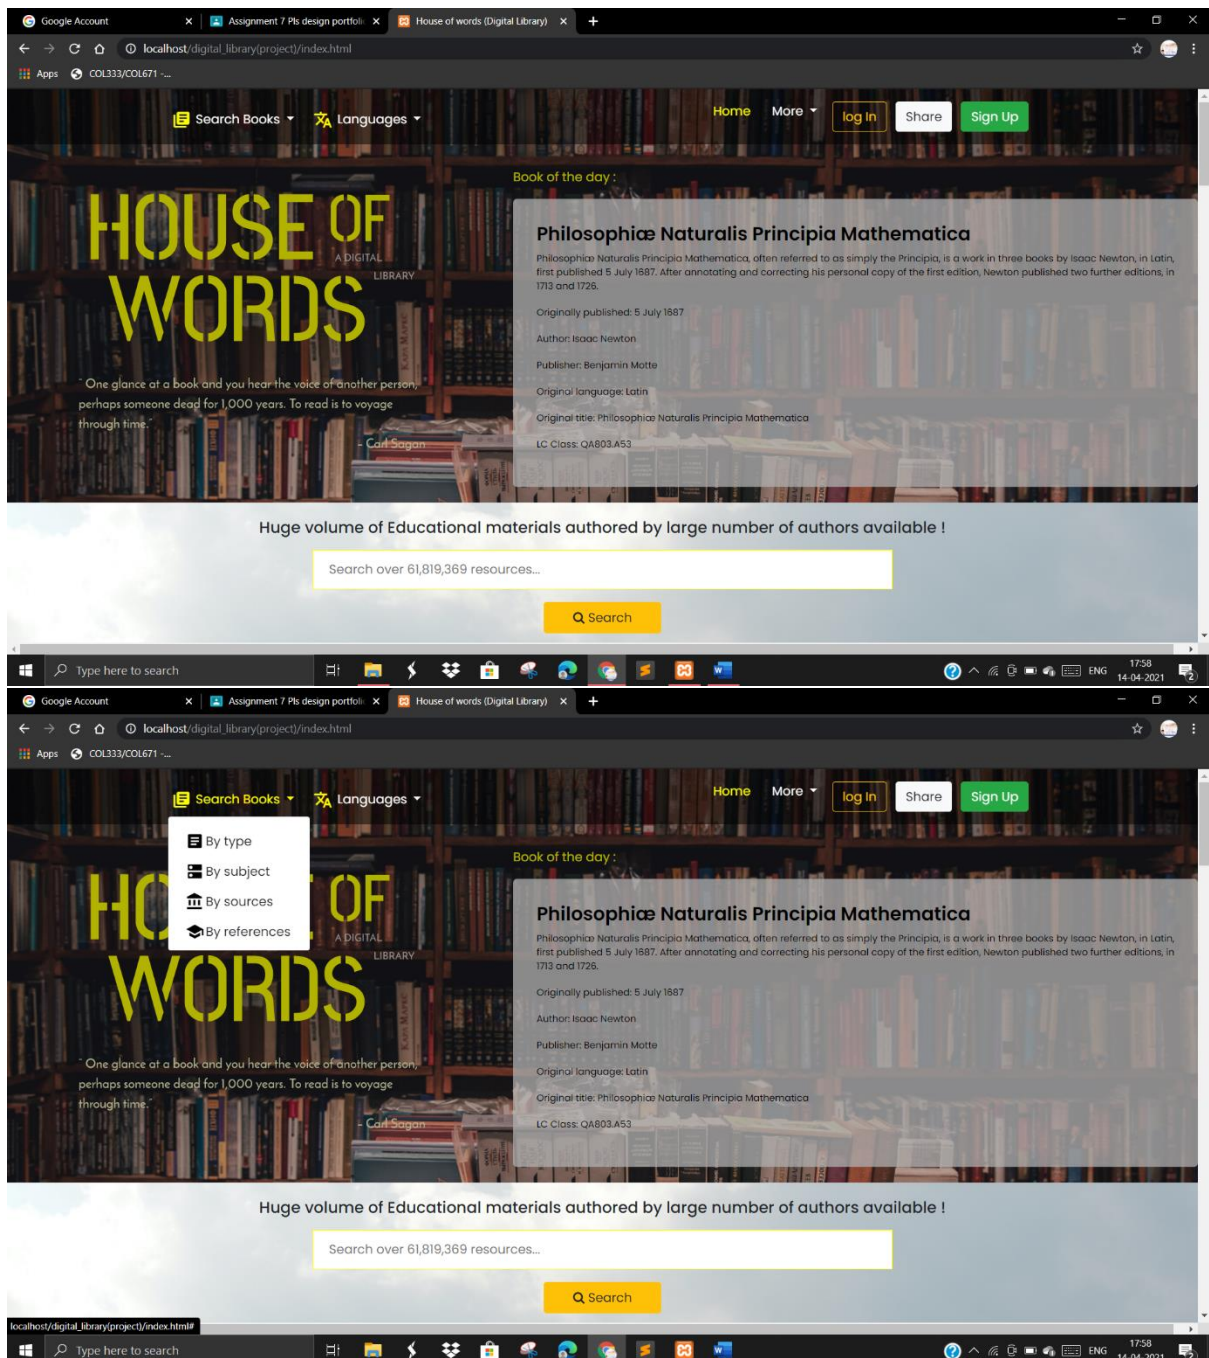 Google Account
Assignment 7 Pls design portfoli
House of words (Digital Library)
localhost/digital_library(project)/index.html
Apps COL333/COL671 -...
Search Books Languages Home More log In Share Sign Up
Book of the day :
HOUSE OF
A DIGITAL
LIBRARY
WORDS
" One glance at a book and you hear the voice of another person,
perhaps someone dead for 1,000 years. To read is to voyage
through time."
- Carl Sagan
Philosophiæ Naturalis Principia Mathematica
Philosophiæ Naturalis Principia Mathematica, often referred to as simply the Principia, is a work in three books by Isaac Newton, in Latin,
first published 5 July 1687. After annotating and correcting his personal copy of the first edition, Newton published two further editions, in
1713 and 1726.
Originally published: 5 July 1687
Author: Isaac Newton
Publisher: Benjamin Motte
Original language: Latin
Original title: Philosophiæ Naturalis Principia Mathematica
LC Class: QA803.A53
Huge volume of Educational materials authored by large number of authors available !
Search over 61,819,369 resources...
Search
Type here to search
ENG
17:58
14-04-2021
2
Google Account
Assignment 7 Pls design portfoli
House of words (Digital Library)
localhost/digital_library(project)/index.html
Apps COL333/COL671 -...
Search Books Languages Home More log In Share Sign Up
By type
By subject
By sources
By references
Book of the day :
HO E OF
A DIGITAL
LIBRARY
WORDS
" One glance at a book and you hear the voice of another person,
perhaps someone dead for 1,000 years. To read is to voyage
through time."
- Carl Sagan
Philosophiæ Naturalis Principia Mathematica
Philosophiæ Naturalis Principia Mathematica, often referred to as simply the Principia, is a work in three books by Isaac Newton, in Latin,
first published 5 July 1687. After annotating and correcting his personal copy of the first edition, Newton published two further editions, in
1713 and 1726.
Originally published: 5 July 1687
Author: Isaac Newton
Publisher: Benjamin Motte
Original language: Latin
Original title: Philosophiæ Naturalis Principia Mathematica
LC Class: QA803.A53
Huge volume of Educational materials authored by large number of authors available !
Search over 61,819,369 resources...
Search
localhost/digital_library(project)/index.html#
Type here to search
ENG
17:58
14-04-2021